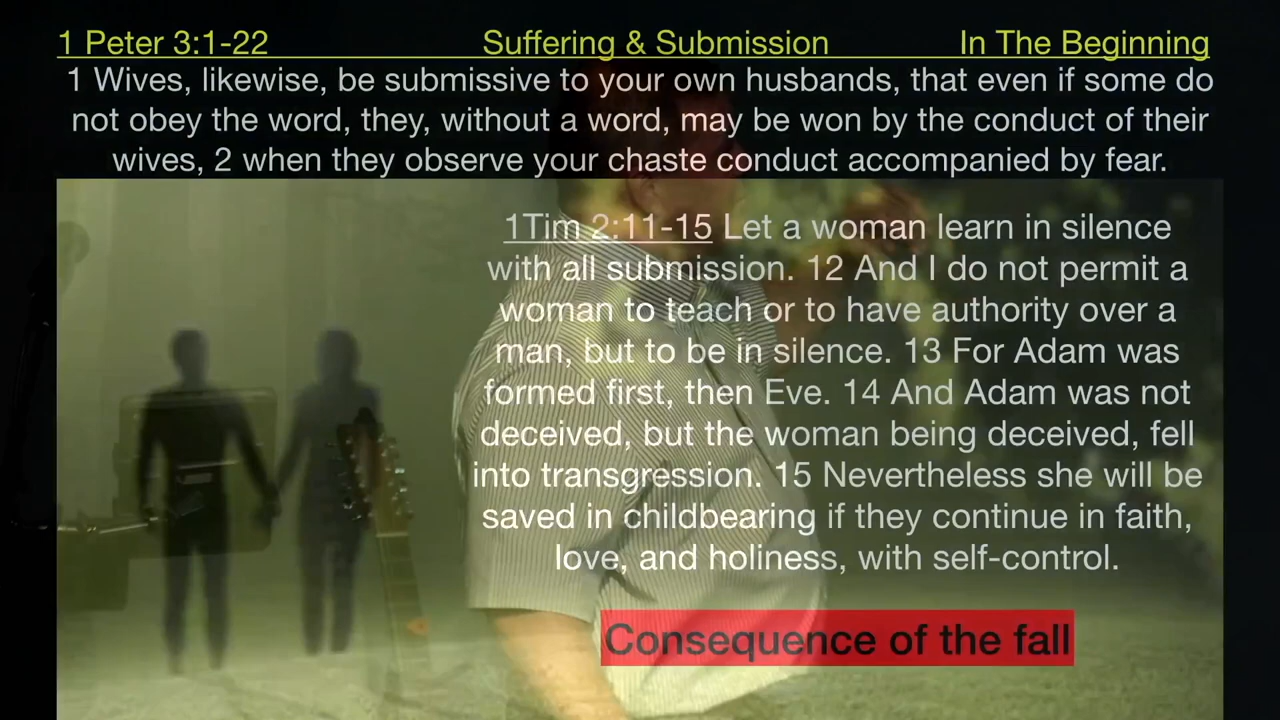 1 Peter 3:1-22 Suffering & Submission In The Beginning
1 Wives, likewise, be submissive to your own husbands, that even if some do
not obey the word, they, without a word, may be won by the conduct of their
wives, 2 when they observe your chaste conduct accompanied by fear.
1Tim 2:11-15 Let a woman learn in silence
with all submission. 12 And I do not permit a
woman to teach or to have authority over a
man, but to be in silence. 13 For Adam was
formed first, then Eve. 14 And Adam was not
deceived, but the woman being deceived, fell
into transgression. 15 Nevertheless she will be
saved in childbearing if they continue in faith,
love, and holiness, with self-control.
Consequence of the fall